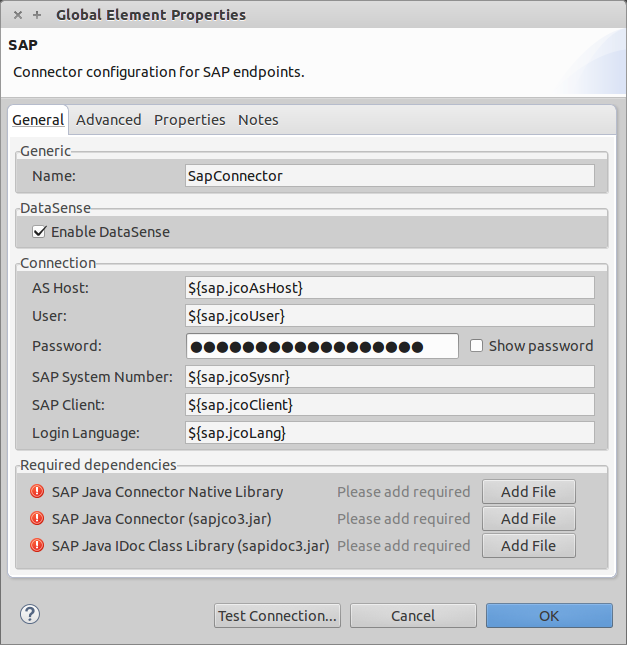 Global Element Properties
SAP
Connector configuration for SAP endpoints.
General Advanced Properties Notes
Generic
Name: SapConnector
DataSense
Enable DataSense
Connection
AS Host: ${sap.jcoAsHost}
User: ${sap.jcoUser}
Password: ●●●●●●●●●●●●●●●●●● Show password
SAP System Number: ${sap.jcoSysnr}
SAP Client: ${sap.jcoClient}
Login Language: ${sap.jcoLang}
Required dependencies
SAP Java Connector Native Library Please add required Add File
SAP Java Connector (sapjco3.jar) Please add required Add File
SAP Java IDoc Class Library (sapidoc3.jar) Please add required Add File
? Test Connection... Cancel OK